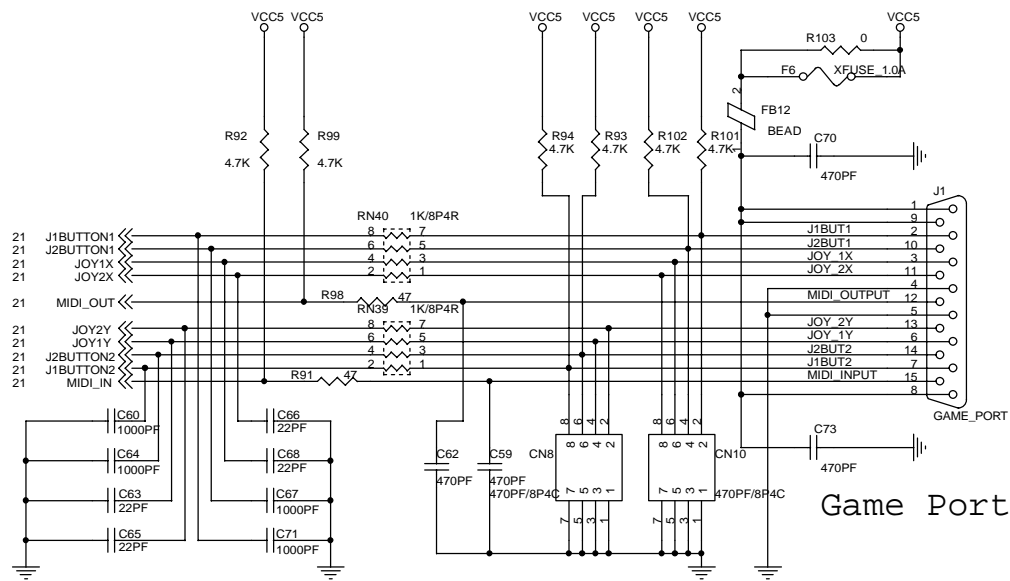 VCC5 VCC5 VCC5 VCC5 VCC5 VCC5 VCC5
R103 0
F6 XFUSE_1.0A
2
FB12
BEAD
1
R92
4.7K
R99
4.7K
R94
4.7K
R93
4.7K
R102
4.7K
R101
4.7K
C70
470PF
J1
RN40 1K/8P4R
21 J1BUTTON1 8 7 J1BUT1
21 J2BUTTON1 6 5 J2BUT1
21 JOY1X 4 3 JOY_1X
21 JOY2X 2 1 JOY_2X
21 MIDI_OUT R98 47 MIDI_OUTPUT
RN39 1K/8P4R
21 JOY2Y 8 7 JOY_2Y
21 JOY1Y 6 5 JOY_1Y
21 J2BUTTON2 4 3 J2BUT2
21 J1BUTTON2 2 1 J1BUT2
21 MIDI_IN R91 47 MIDI_INPUT
1
9
2
10
3
11
4
12
5
13
6
14
7
15
8
GAME_PORT
C60
1000PF
C64
1000PF
C63
22PF
C65
22PF
C66
22PF
C68
22PF
C67
1000PF
C71
1000PF
C62
470PF
C59
470PF
8 6 4 2
8 6 4 2
CN8
470PF/8P4C
7 5 3 1
7 5 3 1
8 6 4 2
8 6 4 2
CN10
470PF/8P4C
7 5 3 1
7 5 3 1
C73
470PF
Game Port